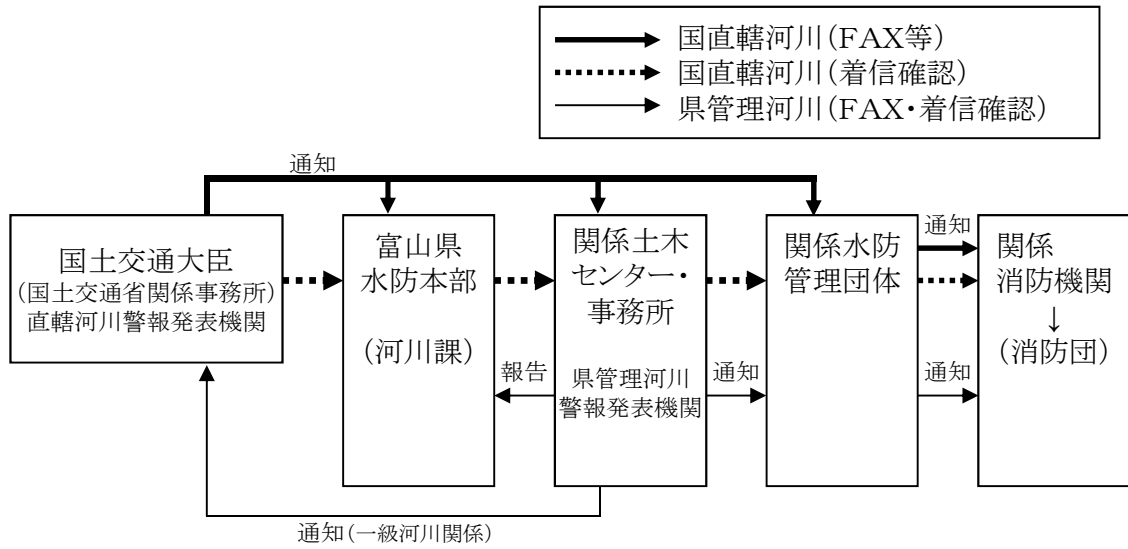 国直轄河川(FAX等)
国直轄河川(着信確認)
県管理河川(FAX・着信確認)
通知
国土交通大臣
(国土交通省関係事務所)
直轄河川警報発表機関
富山県
水防本部
(河川課)
関係土木
センター・
事務所
県管理河川
警報発表機関
関係水防
管理団体
関係
消防機関
↓
(消防団)
通知
報告
通知
通知
通知(一級河川関係)